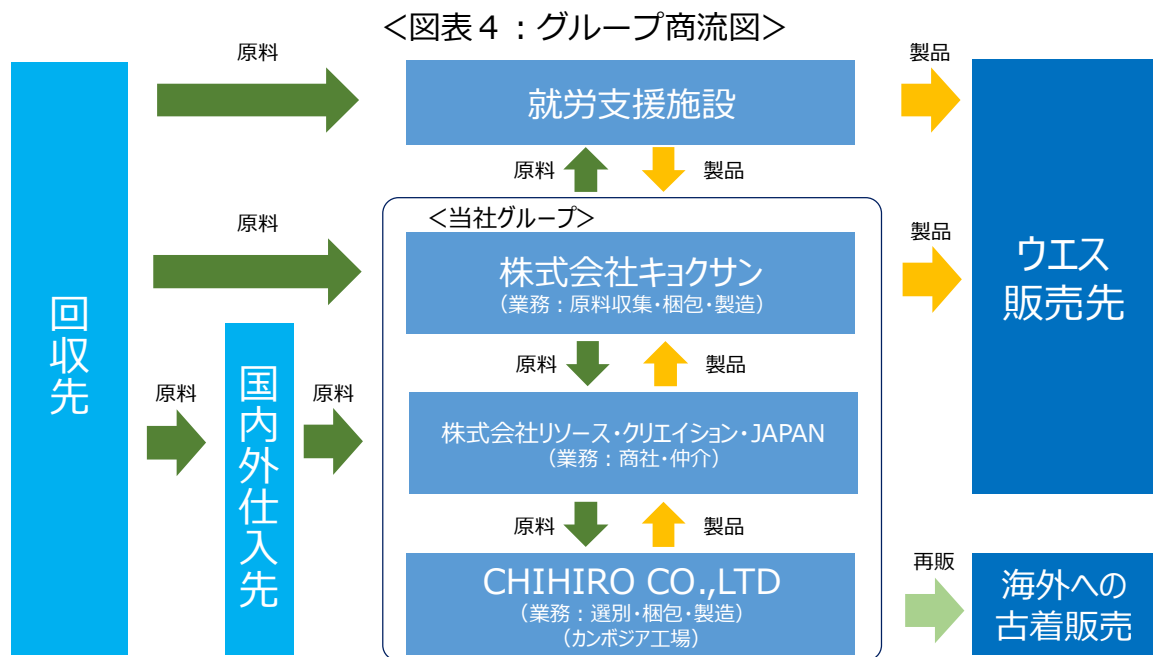 ＜図表４：グループ商流図＞
原料
製品
就労支援施設
原料
製品
＜当社グループ＞
原料
製品
株式会社キョクサン
（業務：原料収集・梱包・製造）
回収先
ウエス
販売先
原料
製品
国内外仕入先
原料
原料
株式会社リソース・クリエイション・JAPAN
（業務：商社・仲介）
原料
製品
CHIHIRO CO.,LTD
（業務：選別・梱包・製造）
（カンボジア工場）
再販
海外への
古着販売